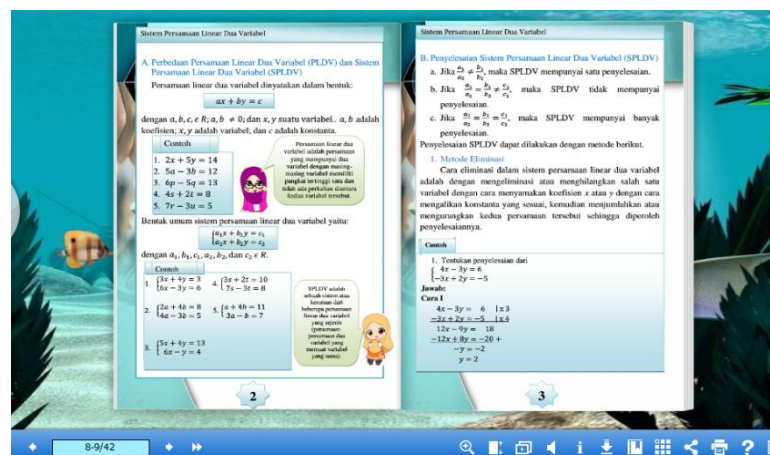 Sistem Persamaan Linear Dua Variabel
A. Perbedaan Persamaan Linear Dua Variabel (PLDV) dan Sistem
Persamaan Linear Dua Variabel (SPLDV)
Persamaan linear dua variabel dinyatakan dalam bentuk:
ax + by = c
dengan a, b, c, ε R; a, b ≠ 0; dan x, y suatu variabel.. a, b adalah
koefisien; x, y adalah variabel; dan c adalah konstanta.
Contoh
1. 2x + 5y = 14
2. 5a − 3b = 12
3. 6p − 5q = 13
4. 4s + 2t = 8
5. 7r − 3u = 5
Persamaan linear dua
variabel adalah persamaan
yang mempunyai dua
variabel dengan masing-
masing variabel memiliki
pangkat tertinggi satu dan
tidak ada perkalian diantara
kedua variabel tersebut
Bentuk umum sistem persamaan linear dua variabel yaitu:
{a₁x + b₁y = c₁
{a₂x + b₂y = c₂
dengan a₁, b₁, c₁, a₂, b₂, dan c₂ ε R.
Contoh
1. {3x + 4y = 3
{6x − 3y = 6
2. {2a + 4b = 8
{4a − 3b = 5
3. {5x + 4y = 13
{6x − y = 4
4. {3s + 2t = 10
{7s − 3t = 8
5. {a + 4b = 11
{3a − b = 7
SPLDV adalah
sebuah sistem atau
kesatuan dari
beberapa persamaan
linear dua variabel
yang sejenis
(persamaan-
persamaan dua
variabel yang
memuat variabel
yang sama).
2
Sistem Persamaan Linear Dua Variabel
B. Penyelesaian Sistem Persamaan Linear Dua Variabel (SPLDV)
a. Jika a₁/a₂ ≠ b₁/b₂, maka SPLDV mempunyai satu penyelesaian.
b. Jika a₁/a₂ = b₁/b₂ ≠ c₁/c₂, maka SPLDV tidak mempunyai
penyelesaian.
c. Jika a₁/a₂ = b₁/b₂ = c₁/c₂, maka SPLDV mempunyai banyak
penyelesaian.
Penyelesaian SPLDV dapat dilakukan dengan metode berikut.
1. Metode Eliminasi
Cara eliminasi dalam sistem persamaan linear dua variabel
adalah dengan mengeliminasi atau menghilangkan salah satu
variabel dengan cara menyamakan koefisien x atau y dengan cara
mengalikan konstanta yang sesuai, kemudian menjumlahkan atau
mengurangkan kedua persamaan tersebut sehingga diperoleh
penyelesaiannya.
Contoh
1. Tentukan penyelesaian dari
{ 4x − 3y = 6
{−3x + 2y = −5
Jawab:
Cara I
4x − 3y = 6 | x 3
−3x + 2y = −5 | x 4
12x − 9y = 18
−12x + 8y = −20 +
−y = −2
y = 2
3
8-9/42